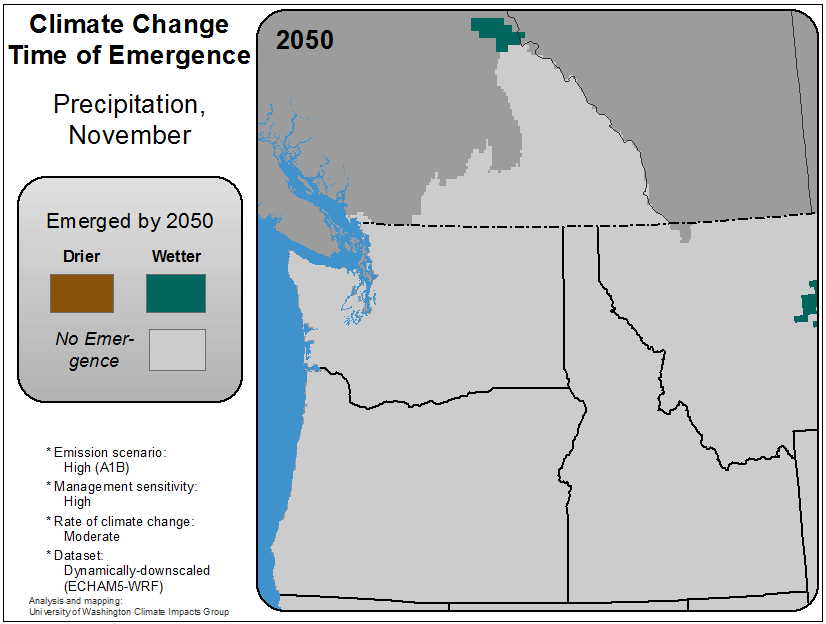 Climate Change
Time of Emergence
Precipitation,
November
Emerged by 2050
Drier
Wetter
No Emer-
gence
* Emission scenario:
High (A1B)
* Management sensitivity:
High
* Rate of climate change:
Moderate
* Dataset:
Dynamically-downscaled
(ECHAM5-WRF)
Analysis and mapping:
University of Washington Climate Impacts Group
2050